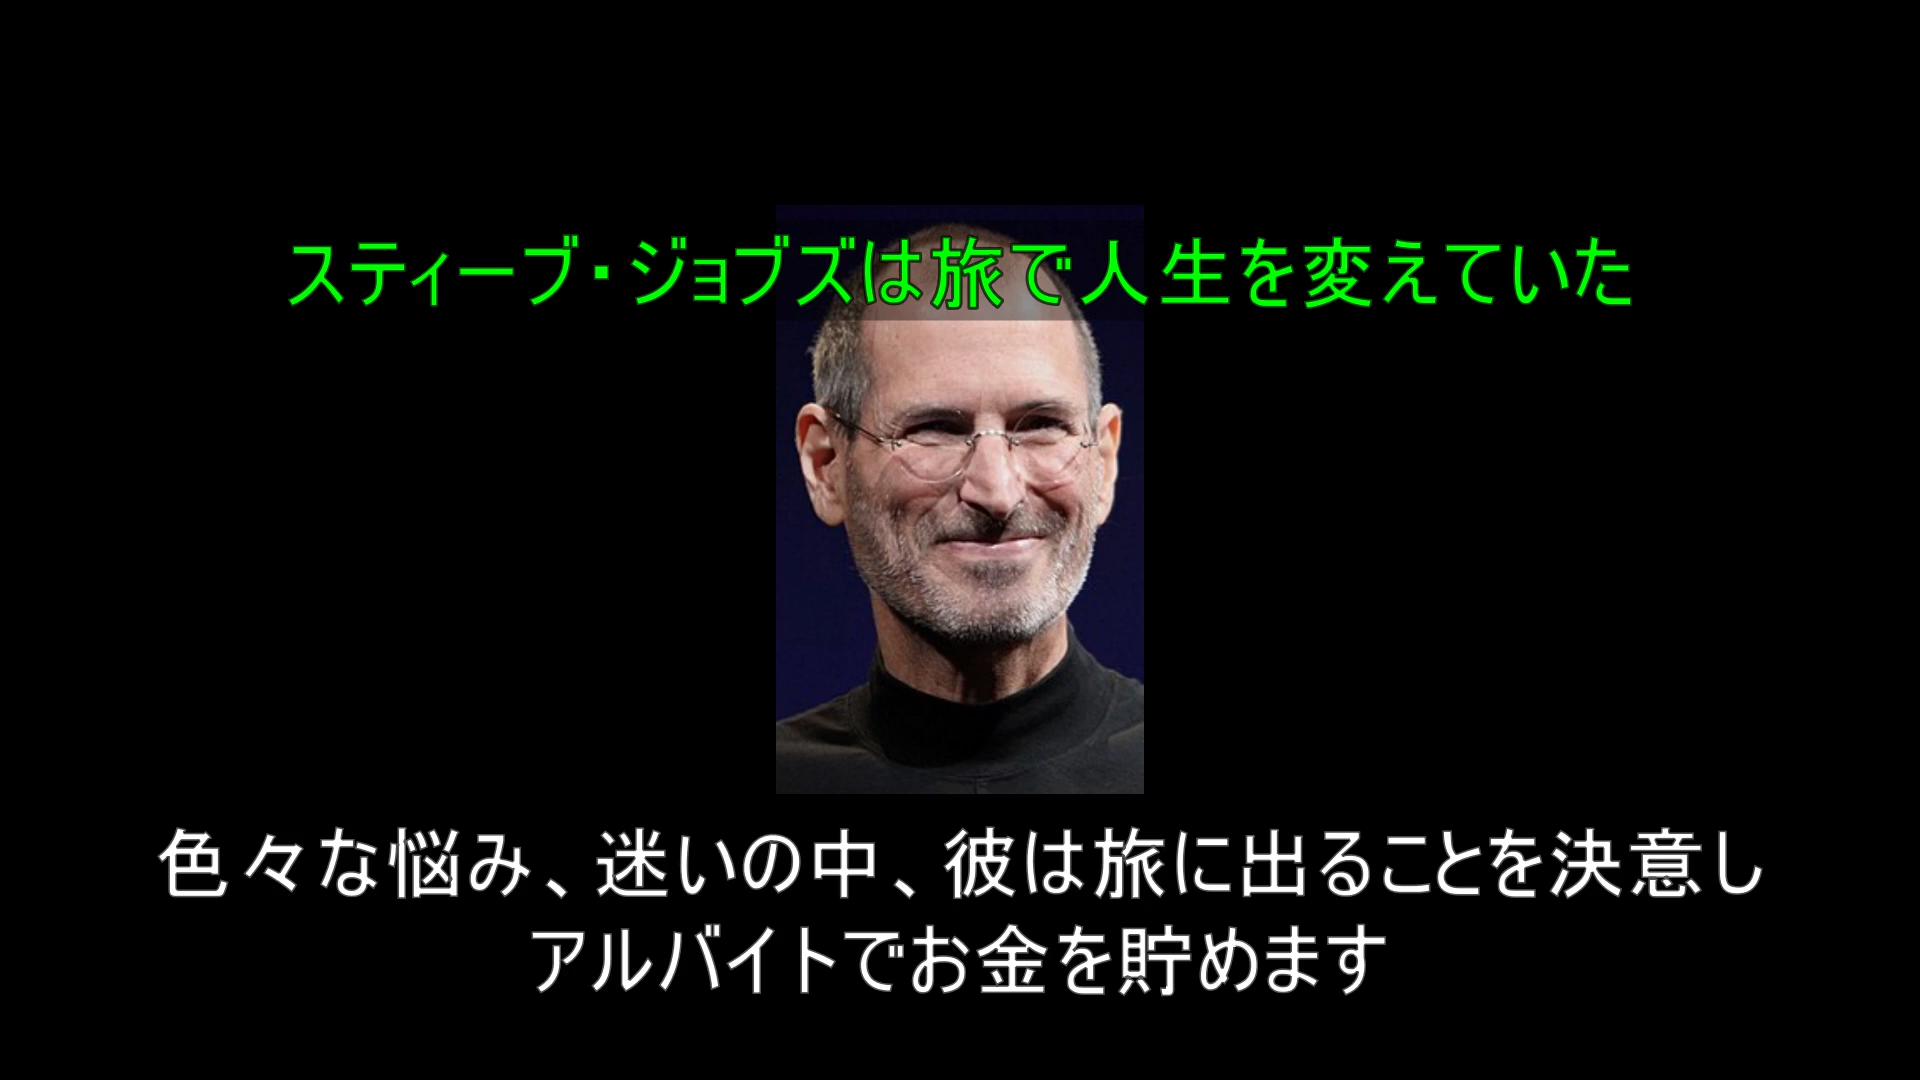 スティーブ・ジョブズは旅で人生を変えていた
色々な悩み、迷いの中、彼は旅に出ることを決意し
アルバイトでお金を貯めます